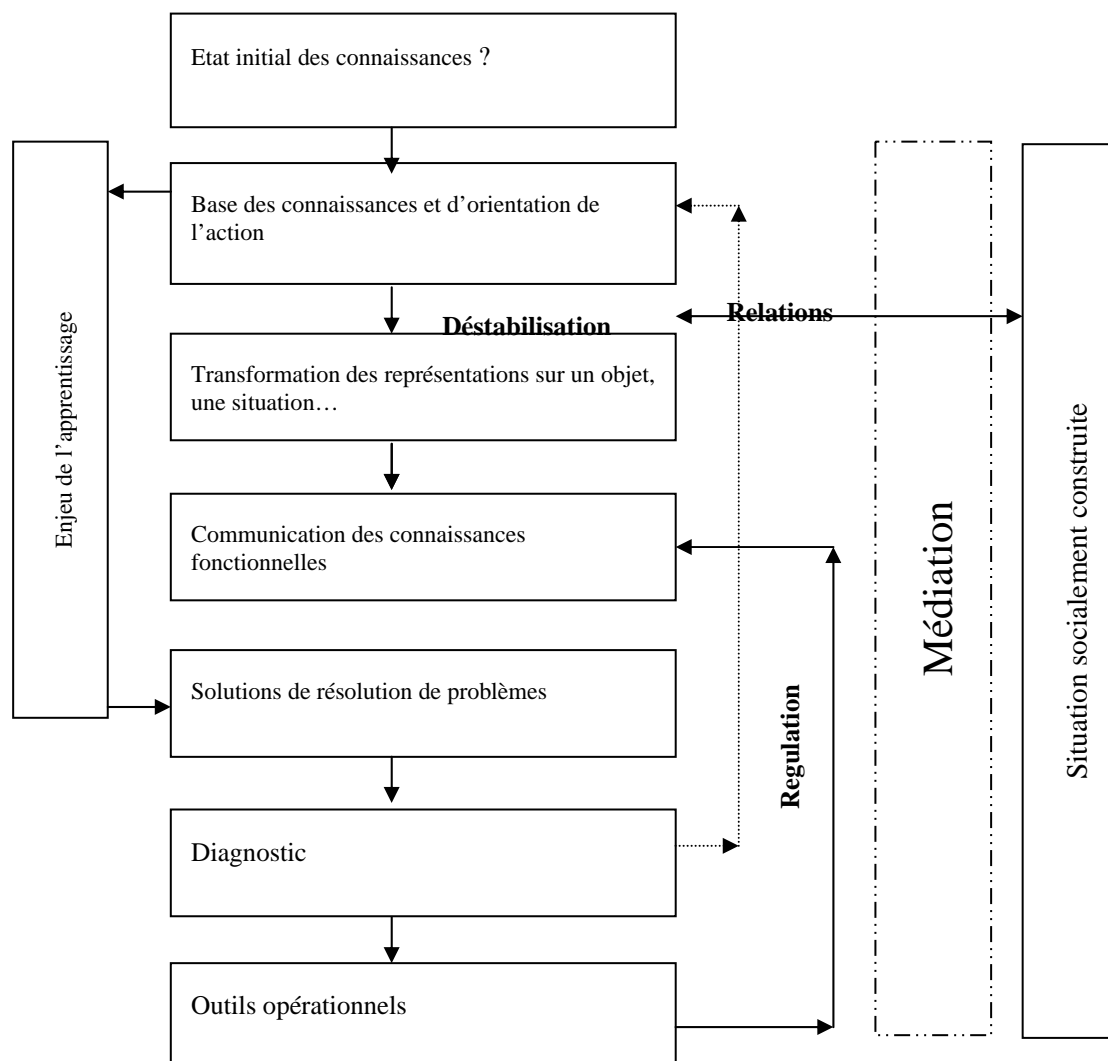 Etat initial des connaissances ?
Base des connaissances et d’orientation de
l’action
Déstabilisation
Relations
Transformation des représentations sur un objet,
une situation…
Communication des connaissances
fonctionnelles
Solutions de résolution de problèmes
Diagnostic
Outils opérationnels
Enjeu de l’apprentissage
Regulation
Médiation
Situation socialement construite